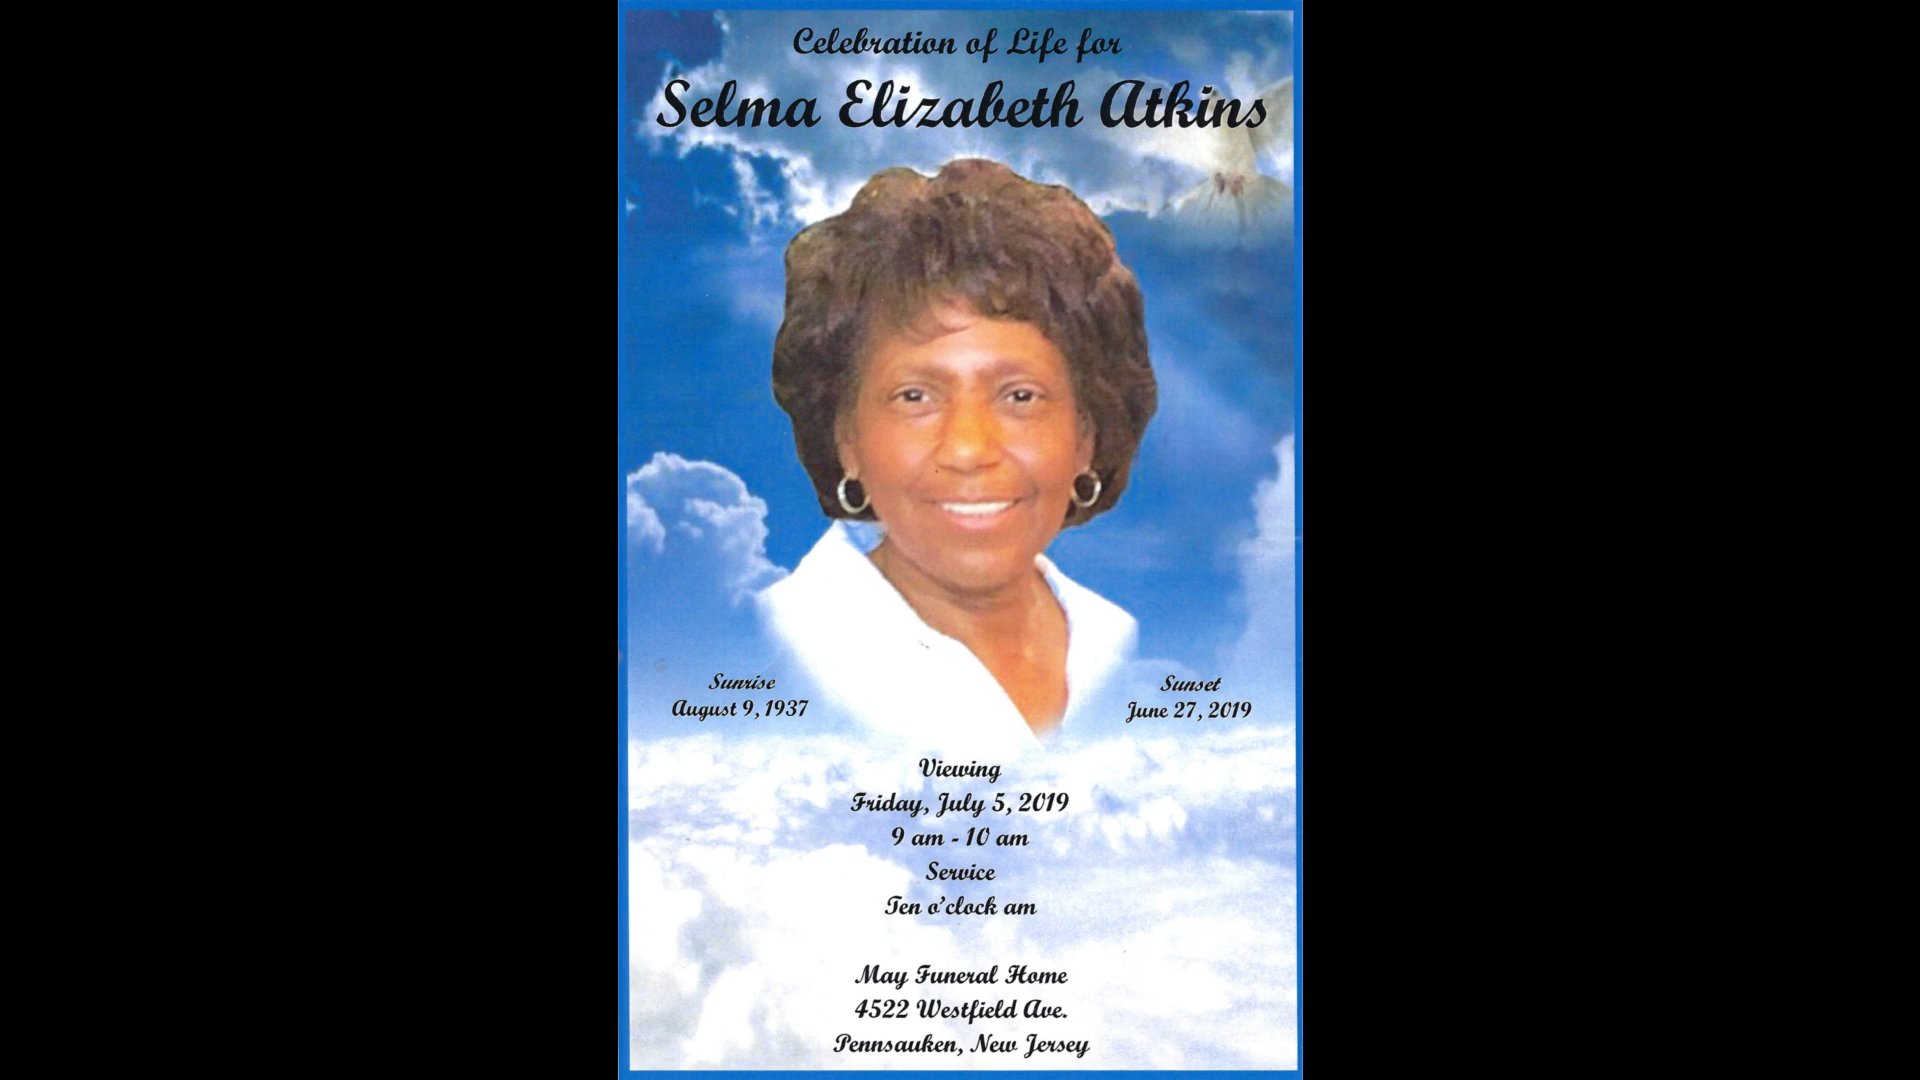 Celebration of Life for
Selma Elizabeth Atkins
Sunrise
August 9, 1937
Sunset
June 27, 2019
Viewing
Friday, July 5, 2019
9 am - 10 am
Service
Ten o'clock am
May Funeral Home
4522 Westfield Ave.
Pennsauken, New Jersey